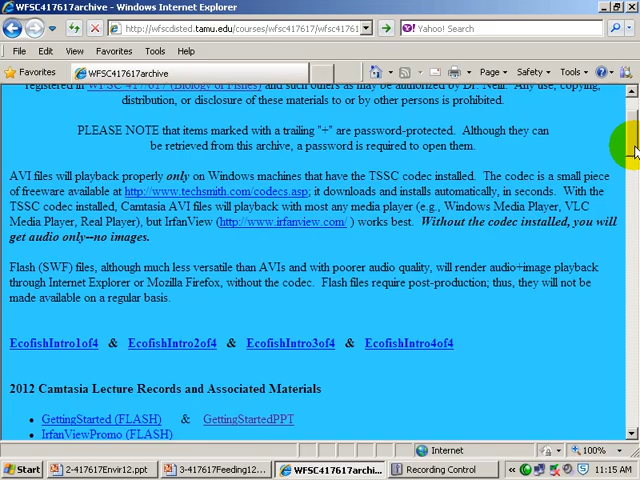 WFSC417617archive - Windows Internet Explorer
http://wfscdisted.tamu.edu/courses/wfsc417617/wfsc41761
Yahoo! Search
File Edit View Favorites Tools Help
Favorites WFSC417617archive Page Safety Tools
registered in WFSC 417/617 (Biology of Fishes) and such others as may be authorized by Dr. Neill. Any use, copying,
distribution, or disclosure of these materials to or by other persons is prohibited.
PLEASE NOTE that items marked with a trailing "+" are password-protected. Although they can
be retrieved from this archive, a password is required to open them.
AVI files will playback properly only on Windows machines that have the TSSC codec installed. The codec is a small piece
of freeware available at http://www.techsmith.com/codecs.asp; it downloads and installs automatically, in seconds. With the
TSSC codec installed, Camtasia AVI files will playback with most any media player (e.g., Windows Media Player, VLC
Media Player, Real Player), but IrfanView (http://www.irfanview.com/ ) works best. Without the codec installed, you will
get audio only--no images.
Flash (SWF) files, although much less versatile than AVIs and with poorer audio quality, will render audio+image playback
through Internet Explorer or Mozilla Firefox, without the codec. Flash files require post-production; thus, they will not be
made available on a regular basis.
EcofishIntro1of4 & EcofishIntro2of4 & EcofishIntro3of4 & EcofishIntro4of4
2012 Camtasia Lecture Records and Associated Materials
• GettingStarted (FLASH) & GettingStartedPPT
• IrfanViewPromo (FLASH)
Internet 100%
Start 2-417617Envir12.ppt 3-417617Feeding12... WFSC417617archi... Recording Control « 11:15 AM